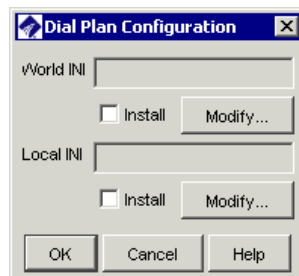 Dial Plan Configuration
World INI
Install
Modify...
Local INI
Install
Modify...
OK
Cancel
Help